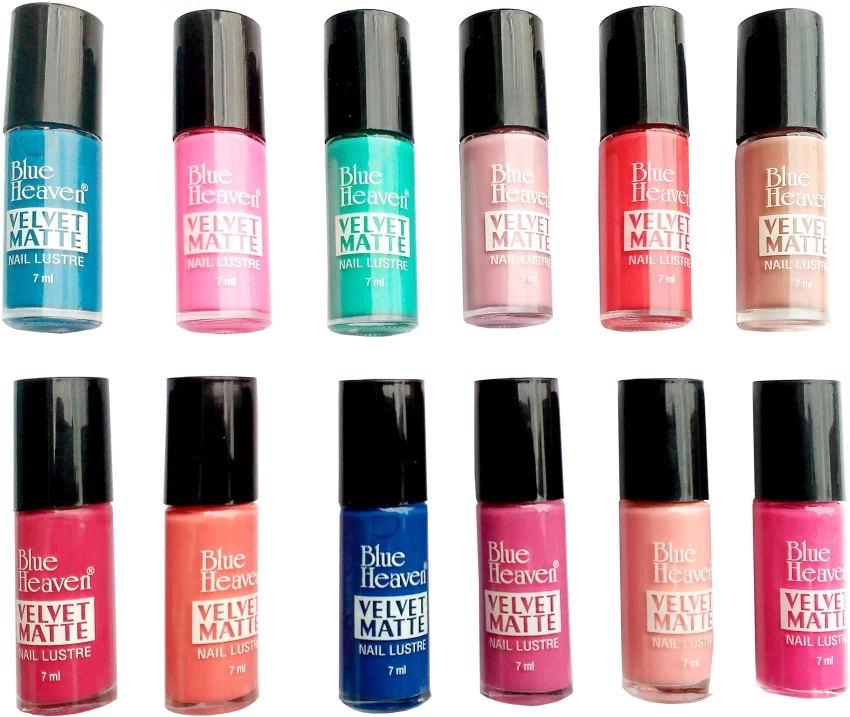 Blue
Heaven®
VELVET
MATTE
NAIL LUSTRE
7 ml
Blue
Heaven®
VELVET
MATTE
NAIL LUSTRE
7 ml
Blue
Heaven®
VELVET
MATTE
NAIL LUSTRE
7 ml
Blue
Heaven
VELVET
MATTE
NAIL LUSTRE
7 ml
Blue
Heaven
VELVET
MATTE
NAIL LUSTRE
7 ml
Blue
Heaven
VELVET
MATTE
NAIL LUSTRE
7 ml
Blue
Heaven®
VELVET
MATTE
NAIL LUSTRE
7 ml
Blue
Heaven
VELVET
MATTE
NAIL LUSTRE
7 ml
Blue
Heaven®
VELVET
MATTE
NAIL LUSTRE
7 ml
Blue
Heaven®
VELVET
MATTE
NAIL LUSTRE
7 ml
Blue
Heaven
VELVET
MATTE
NAIL LUSTR
7 ml
Blue
Heaven
VELVET
MATTE
NAIL LUSTRE
7 ml